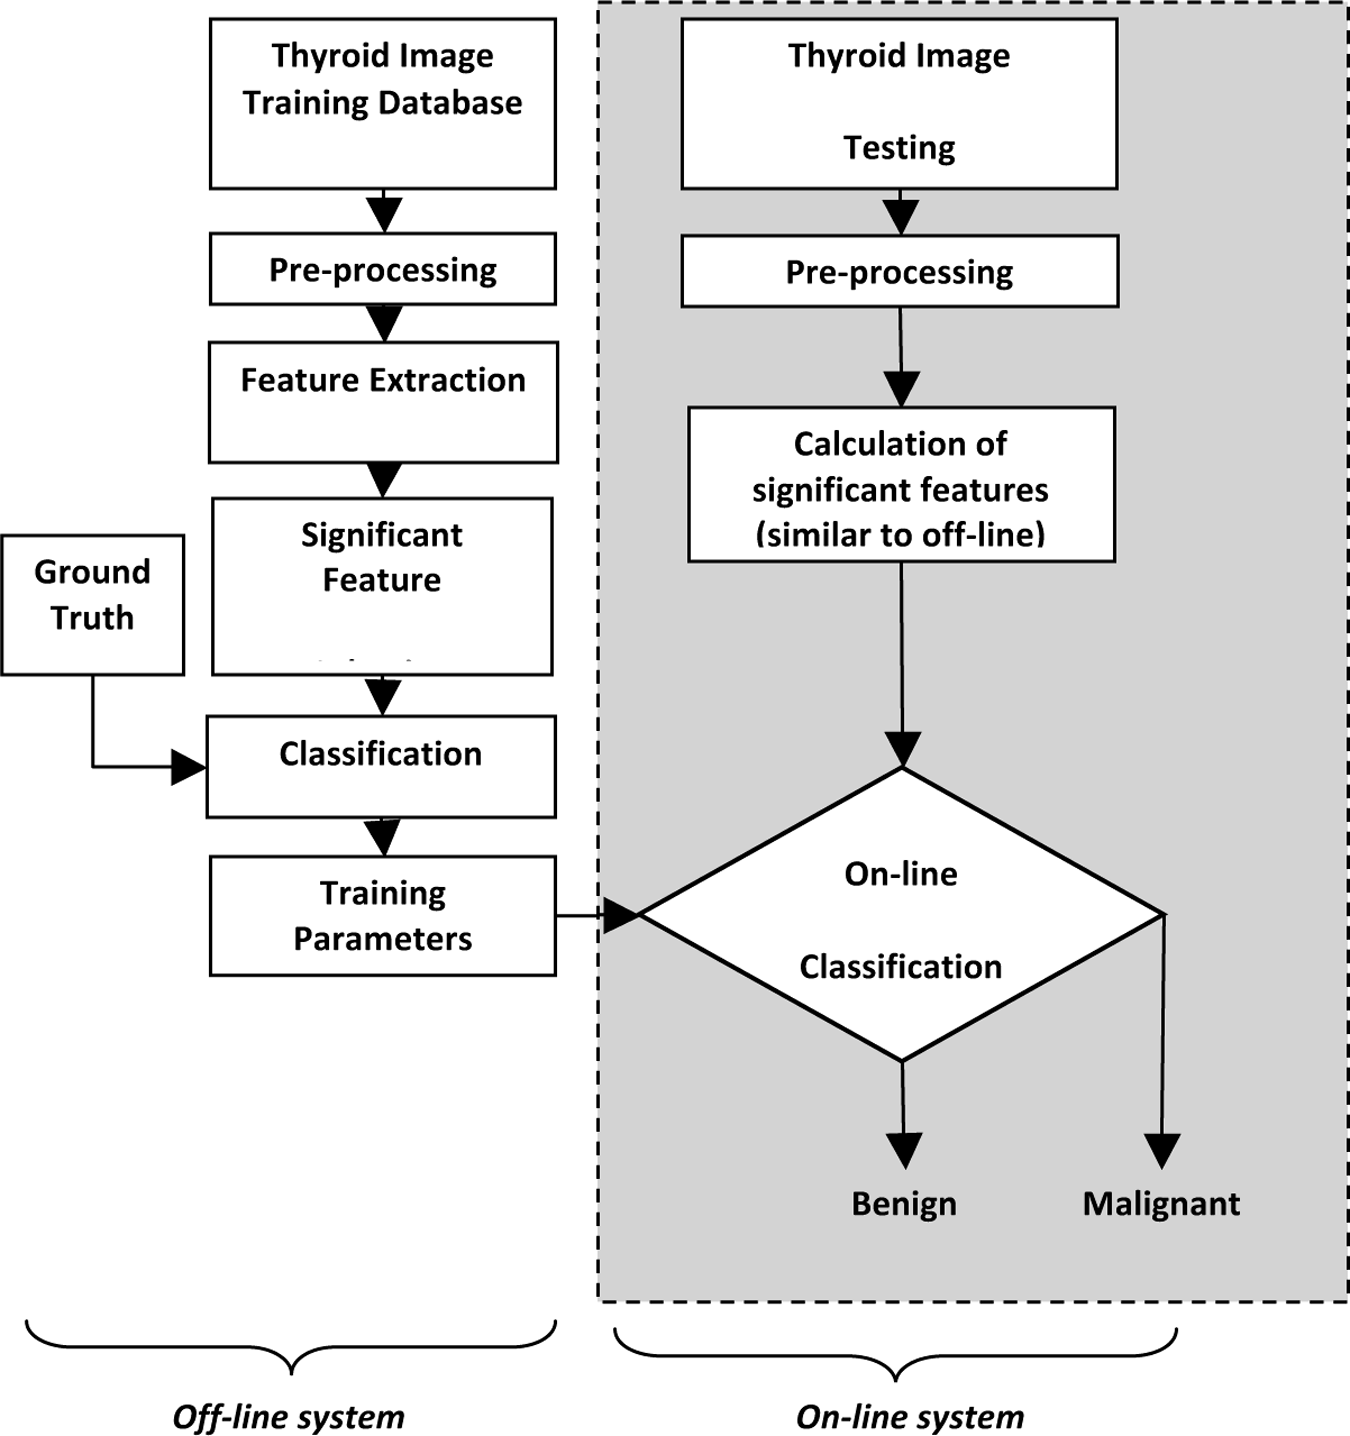 Thyroid Image
Training Database
Pre-processing
Feature Extraction
Significant
Feature
Ground
Truth
Classification
Training
Parameters
Thyroid Image
Testing
Pre-processing
Calculation of
significant features
(similar to off-line)
On-line
Classification
Benign
Malignant
Off-line system
On-line system